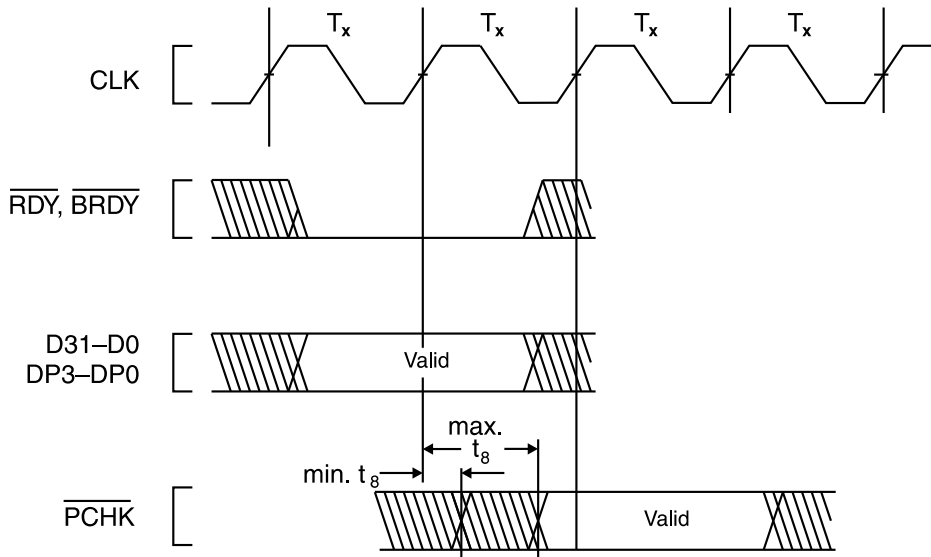 Tx Tx Tx Tx
CLK
RDY, BRDY
D31–D0
DP3–DP0
Valid
max.
t8
min. t8
PCHK
Valid